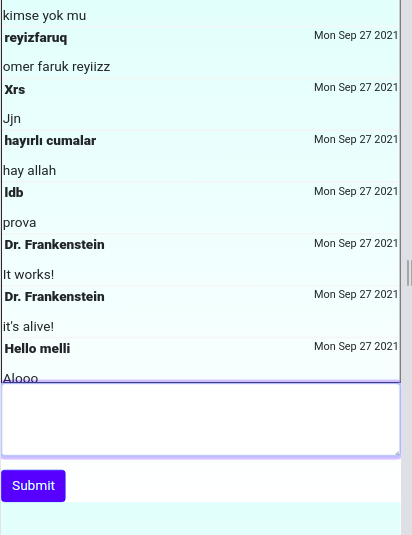 kimse yok mu
reyizfaruq Mon Sep 27 2021
omer faruk reyiizz
Xrs Mon Sep 27 2021
Jjn
hayırlı cumalar Mon Sep 27 2021
hay allah
ldb Mon Sep 27 2021
prova
Dr. Frankenstein Mon Sep 27 2021
It works!
Dr. Frankenstein Mon Sep 27 2021
it's alive!
Hello melli Mon Sep 27 2021
Alooo
Submit